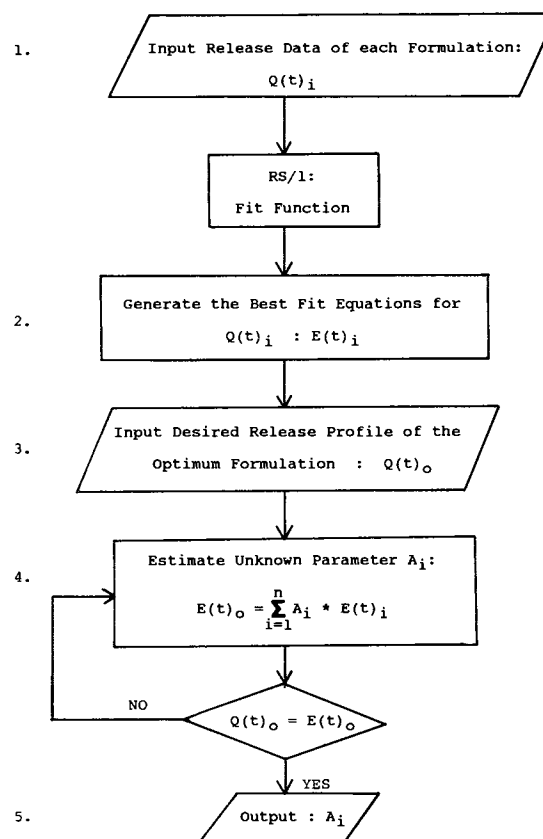 1.
Input Release Data of each Formulation:
Q(t)i
RS/1:
Fit Function
2.
Generate the Best Fit Equations for
Q(t)i : E(t)i
3.
Input Desired Release Profile of the
Optimum Formulation : Q(t)o
4.
Estimate Unknown Parameter Ai:
n
E(t)o = Σ Ai * E(t)i
i=1
NO
Q(t)o = E(t)o
YES
5.
Output : Ai